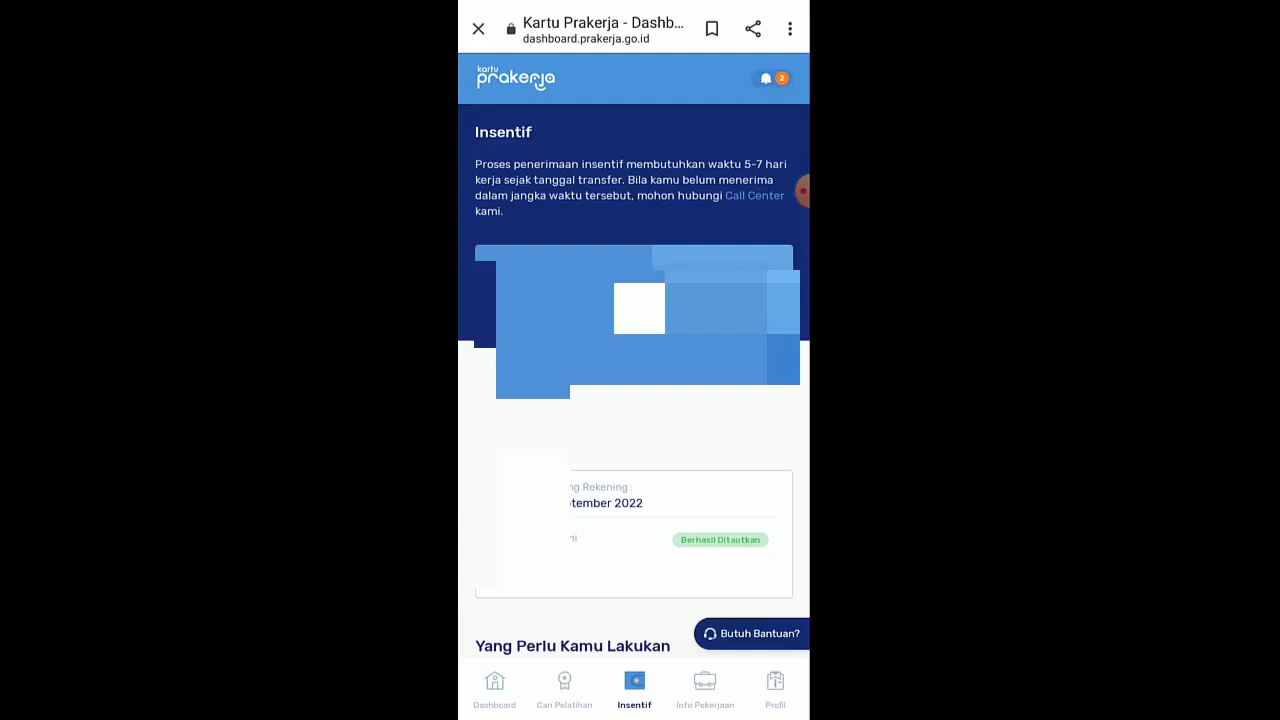 Kartu Prakerja - Dashb...
dashboard.prakerja.go.id
kartu
prakerja
2
Insentif
Proses penerimaan insentif membutuhkan waktu 5-7 hari
kerja sejak tanggal transfer. Bila kamu belum menerima
dalam jangka waktu tersebut, mohon hubungi Call Center
kami.
Rekening :
2022
Berhasil Ditautkan
Butuh Bantuan?
Yang Perlu Kamu Lakukan
Dashboard
Cari Pelatihan
Insentif
Info Pekerjaan
Profil